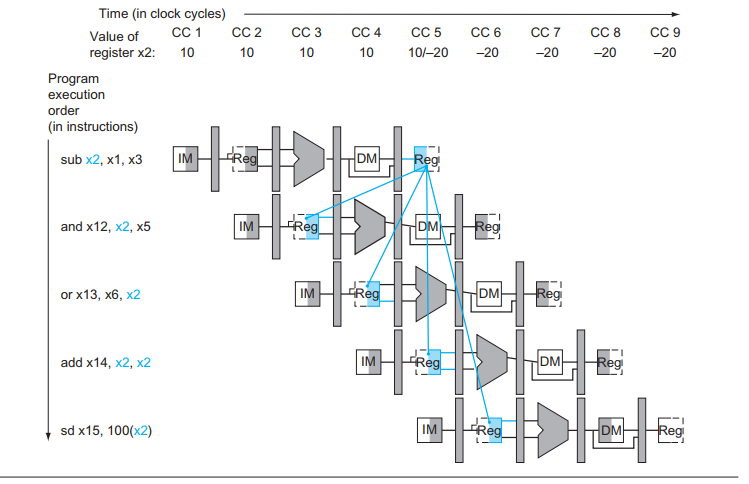 Time (in clock cycles)
Value of register x2: CC 1 CC 2 CC 3 CC 4 CC 5 CC 6 CC 7 CC 8 CC 9
10 10 10 10 10/–20 –20 –20 –20 –20
Program
execution
order
(in instructions)
sub x2, x1, x3 IM Reg DM Reg
and x12, x2, x5 IM Reg DM Reg
or x13, x6, x2 IM Reg DM Reg
add x14, x2, x2 IM Reg DM Reg
sd x15, 100(x2) IM Reg DM Reg